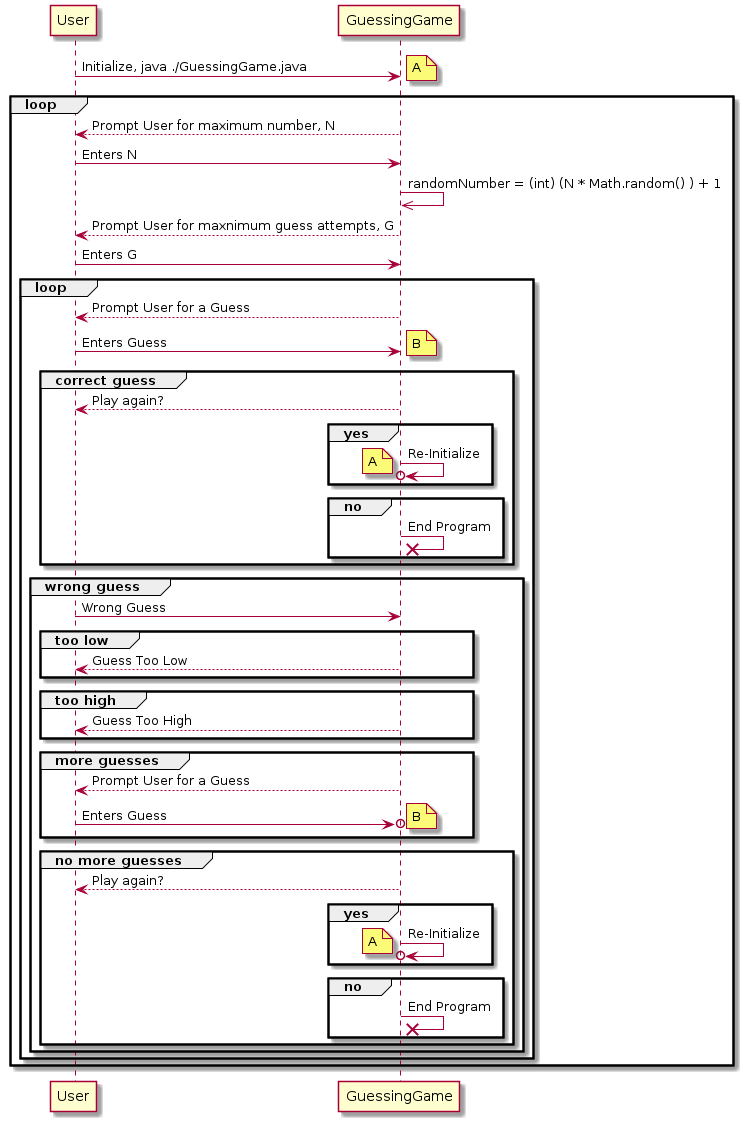 User GuessingGame
Initialize, java ./GuessingGame.java A
loop
Prompt User for maximum number, N
Enters N
randomNumber = (int) (N * Math.random() ) + 1
Prompt User for maxnimum guess attempts, G
Enters G
loop
Prompt User for a Guess
Enters Guess B
correct guess
Play again?
yes
A Re-Initialize
no
End Program
wrong guess
Wrong Guess
too low
Guess Too Low
too high
Guess Too High
more guesses
Prompt User for a Guess
Enters Guess B
no more guesses
Play again?
yes
A Re-Initialize
no
End Program
User GuessingGame